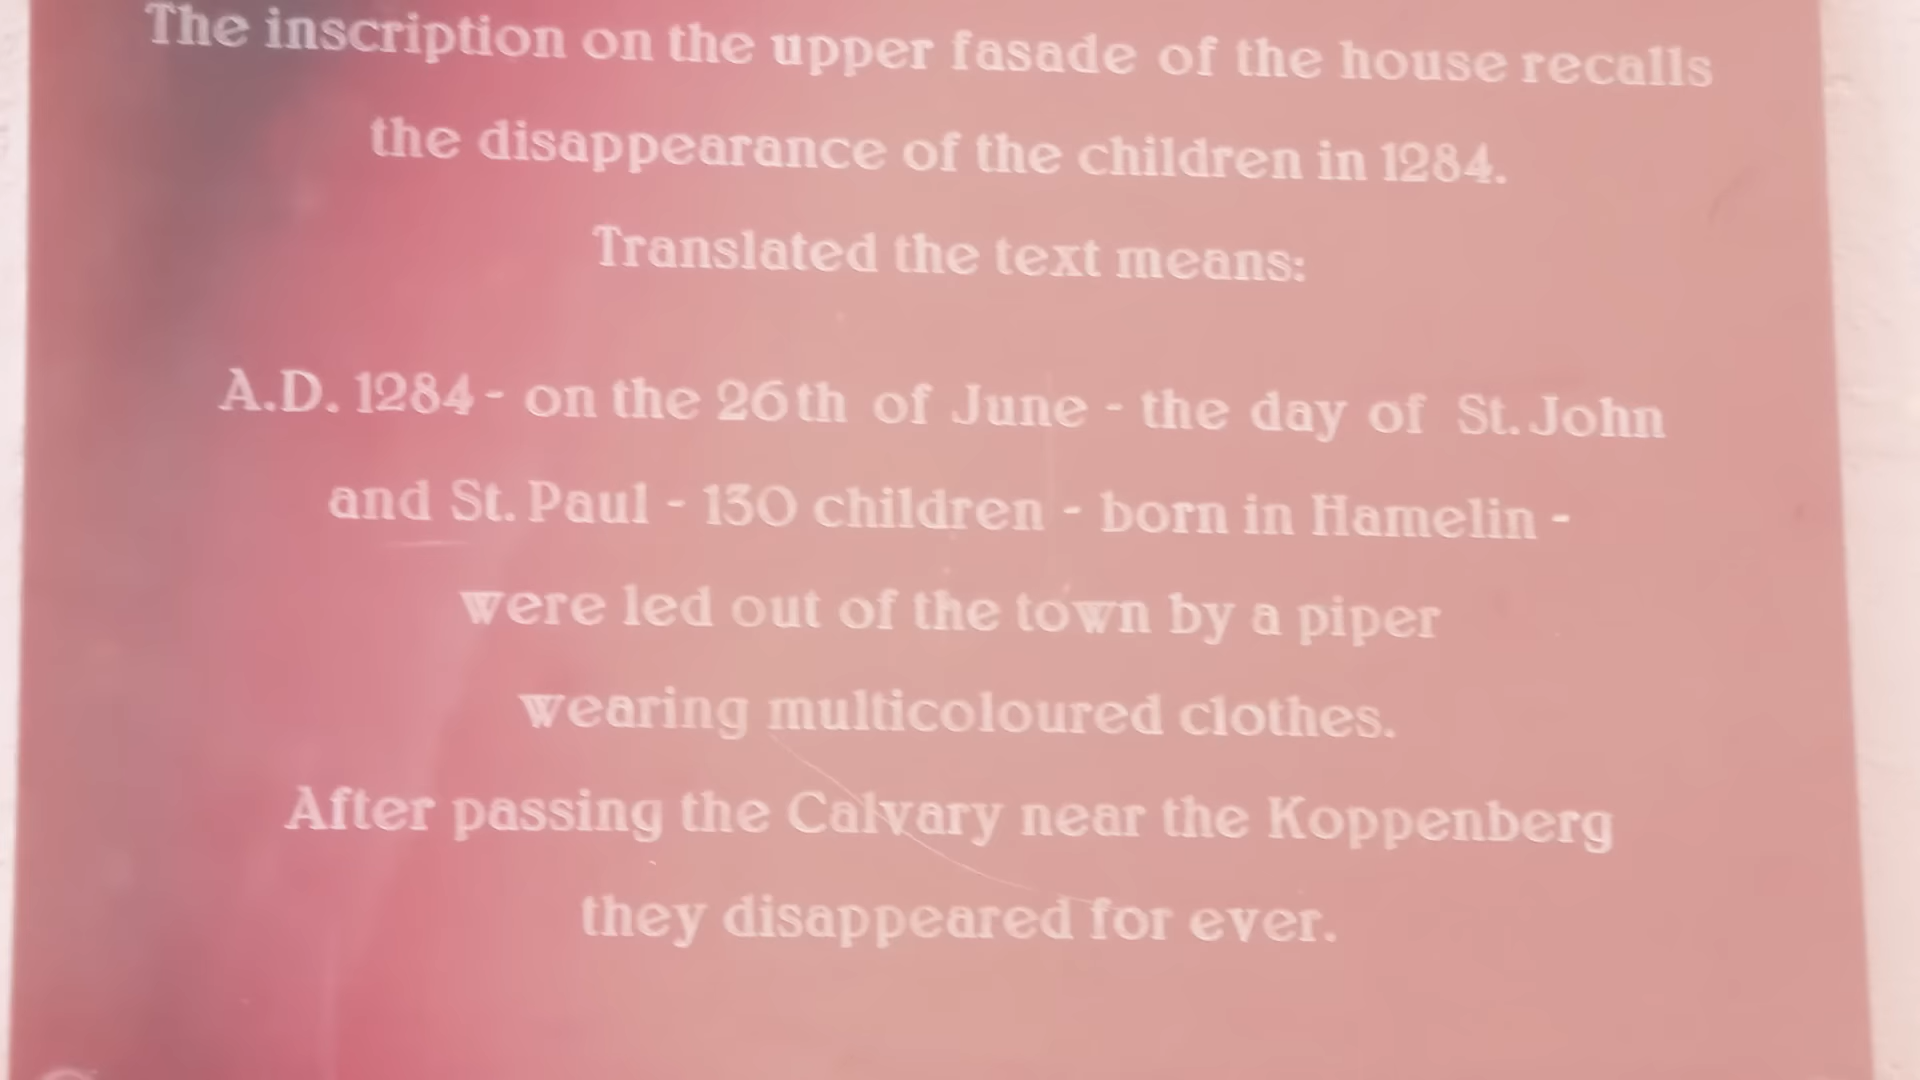 The inscription on the upper fasade of the house recalls
the disappearance of the children in 1284.
Translated the text means:
A.D. 1284 - on the 26th of June - the day of St. John
and St. Paul - 130 children - born in Hamelin -
were led out of the town by a piper
wearing multicoloured clothes.
After passing the Calvary near the Koppenberg
they disappeared for ever.